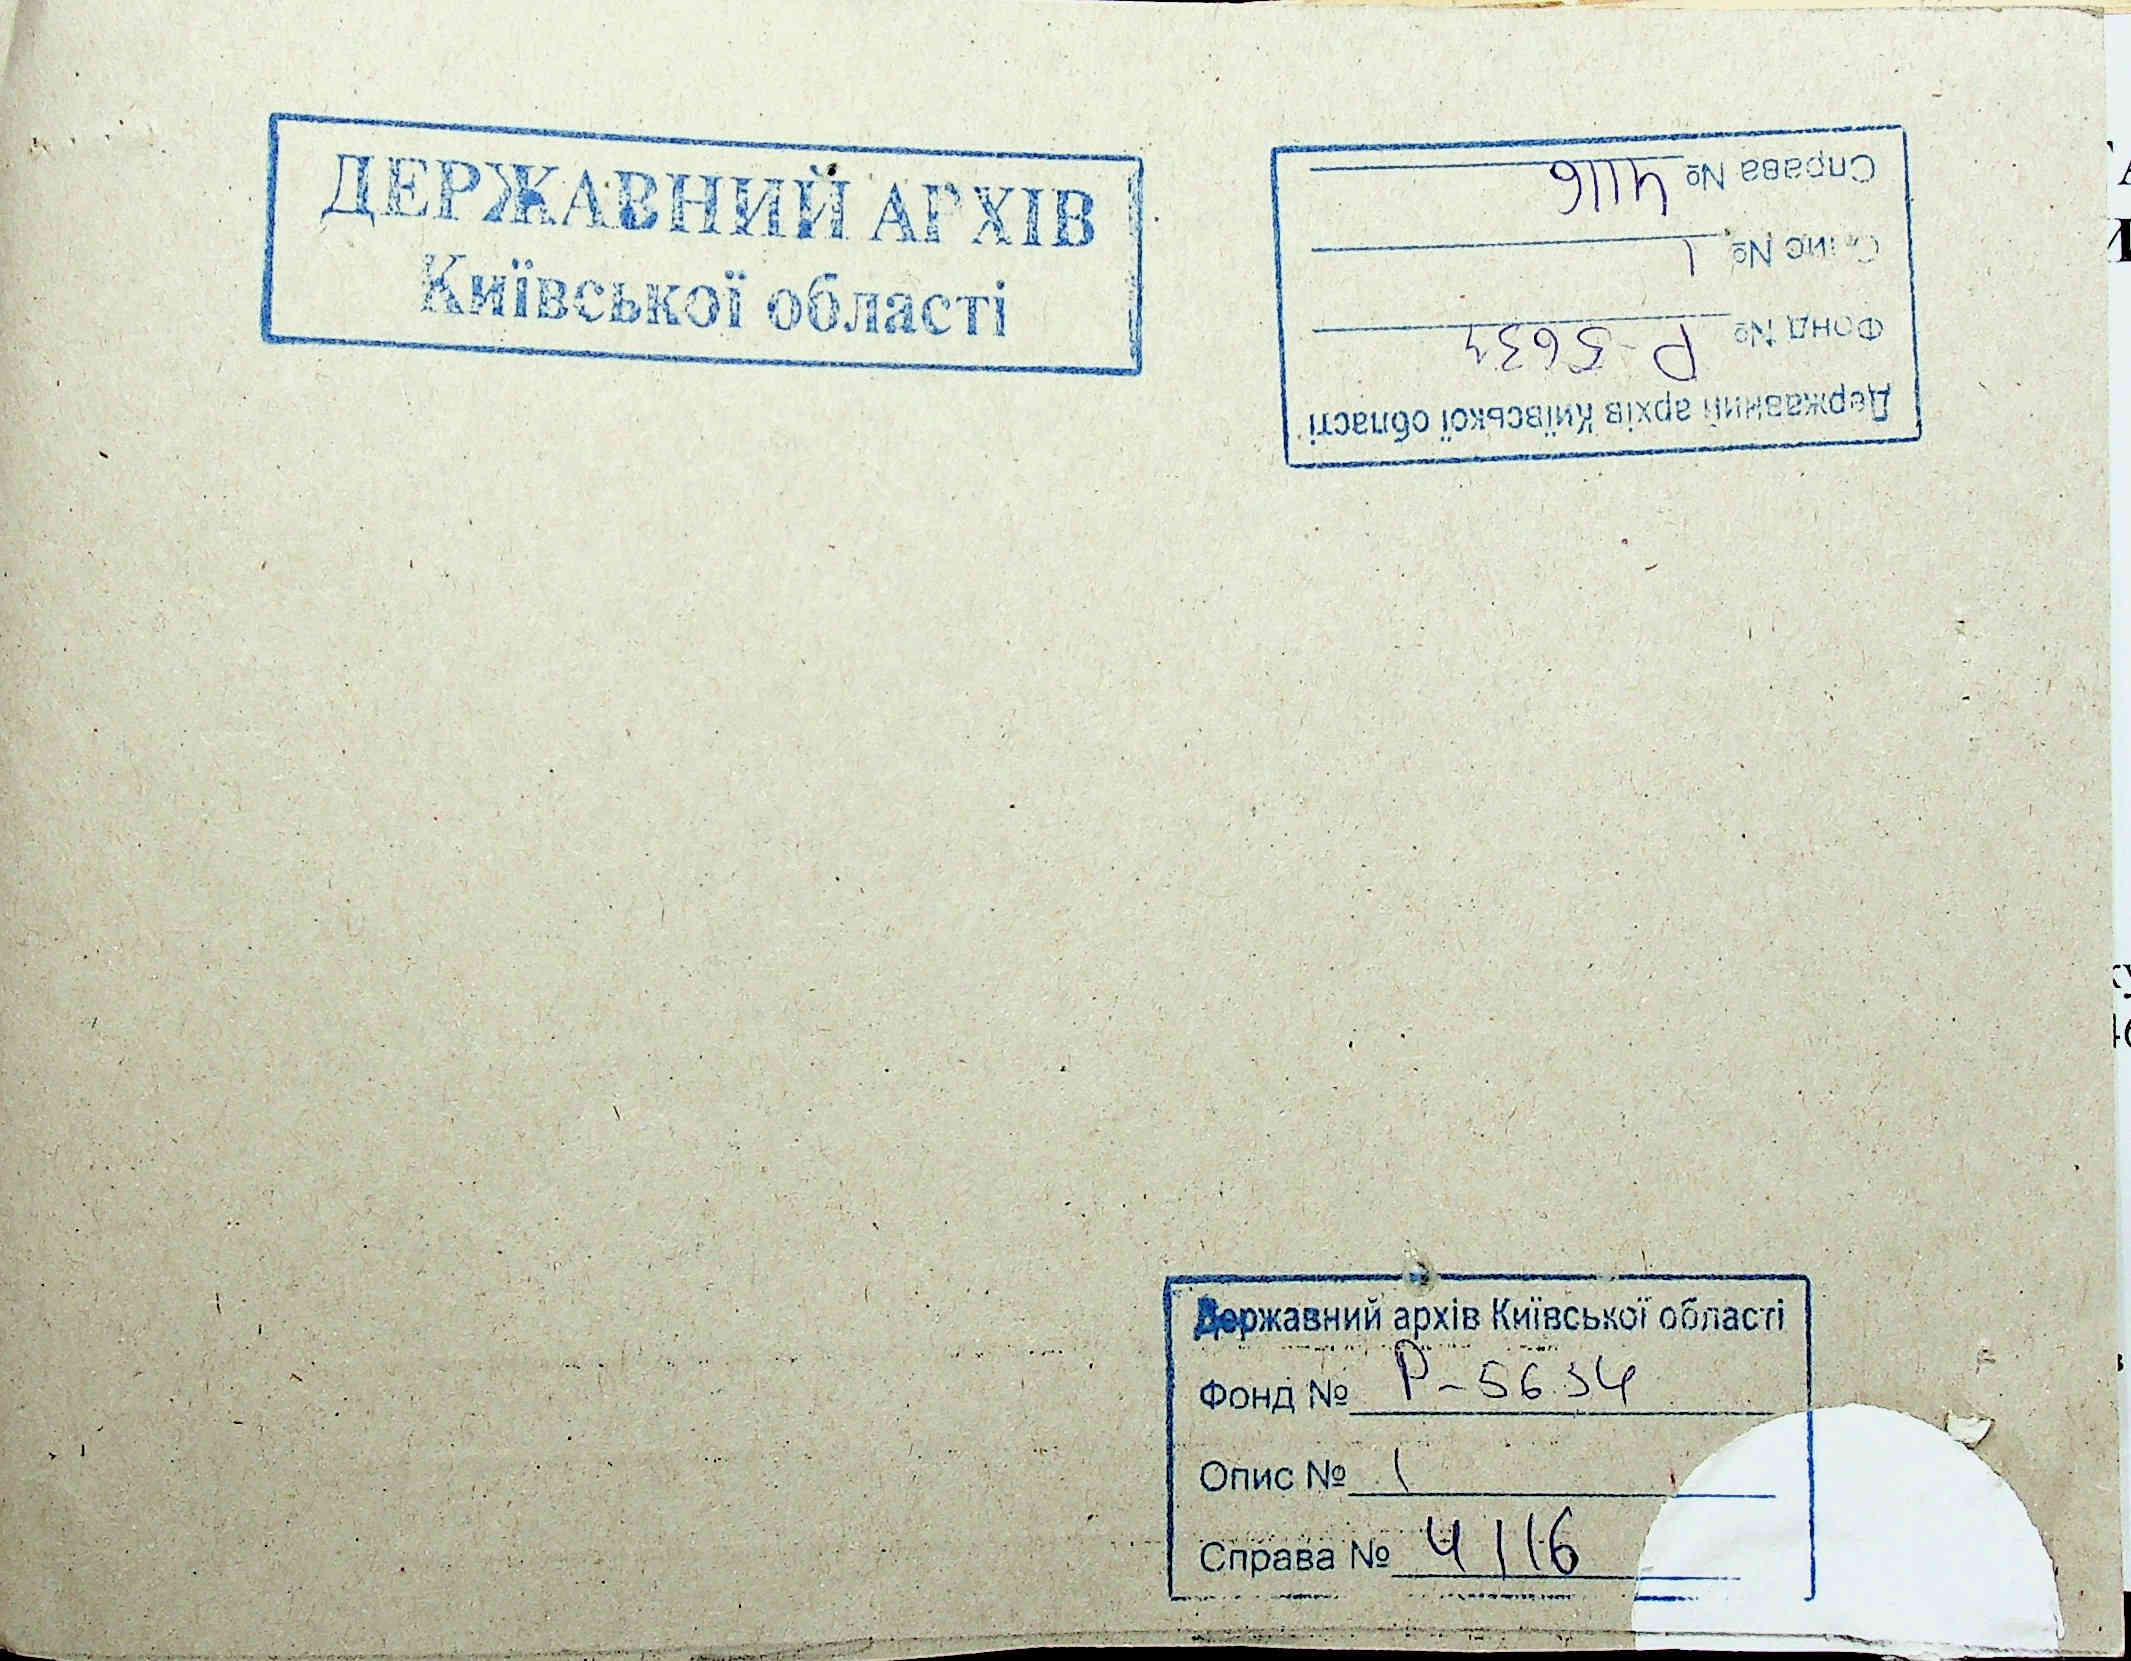 ДЕРЖАВНИЙ АРХІВ
Київської області
Державний архів Київської області
Фонд № Р-5634
Опис № 1
Справа № 4116
Державний архів Київської області
Фонд № Р-5634
Опис № 1
Справа № 4116